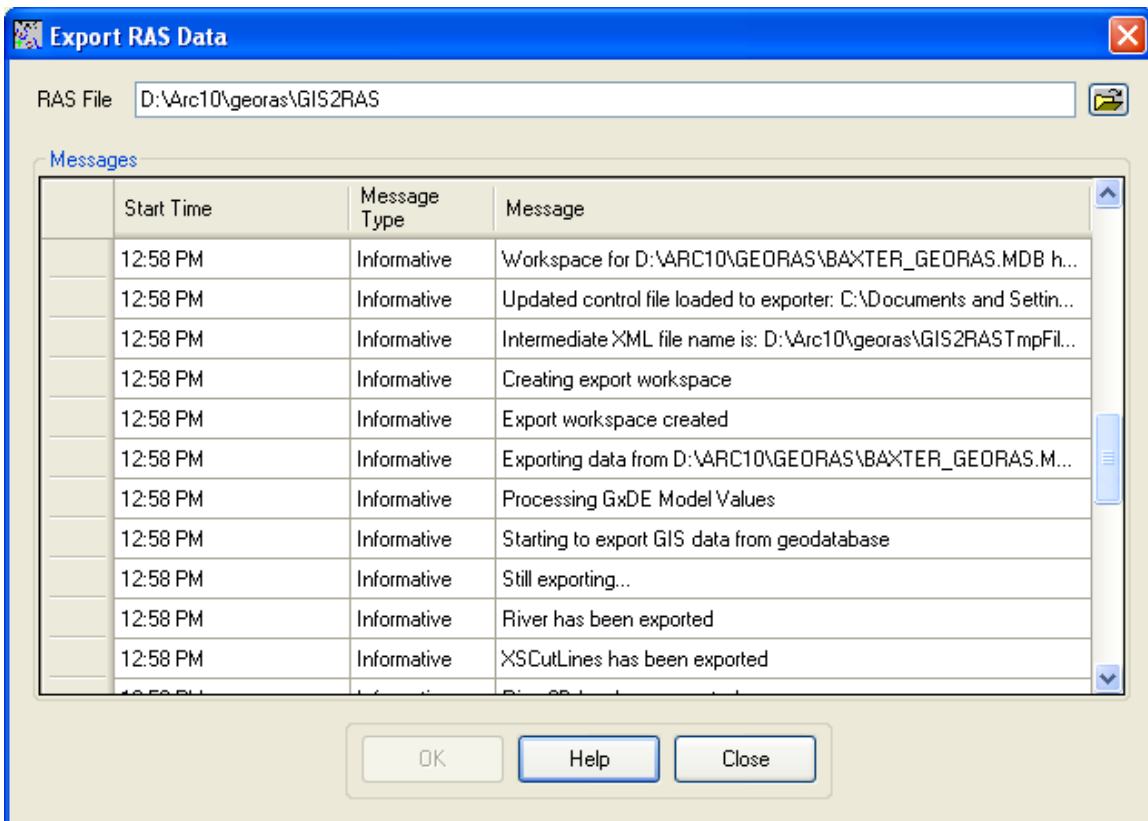 Export RAS Data
RAS File D:\Arc10\georas\GIS2RAS
Messages
Start Time Message Type Message
12:58 PM Informative Workspace for D:\ARC10\GEORAS\BAXTER_GEORAS.MDB h...
12:58 PM Informative Updated control file loaded to exporter: C:\Documents and Settin...
12:58 PM Informative Intermediate XML file name is: D:\Arc10\georas\GIS2RASTmpFil...
12:58 PM Informative Creating export workspace
12:58 PM Informative Export workspace created
12:58 PM Informative Exporting data from D:\ARC10\GEORAS\BAXTER_GEORAS.M...
12:58 PM Informative Processing GxDE Model Values
12:58 PM Informative Starting to export GIS data from geodatabase
12:58 PM Informative Still exporting...
12:58 PM Informative River has been exported
12:58 PM Informative XSCutLines has been exported
OK Help Close